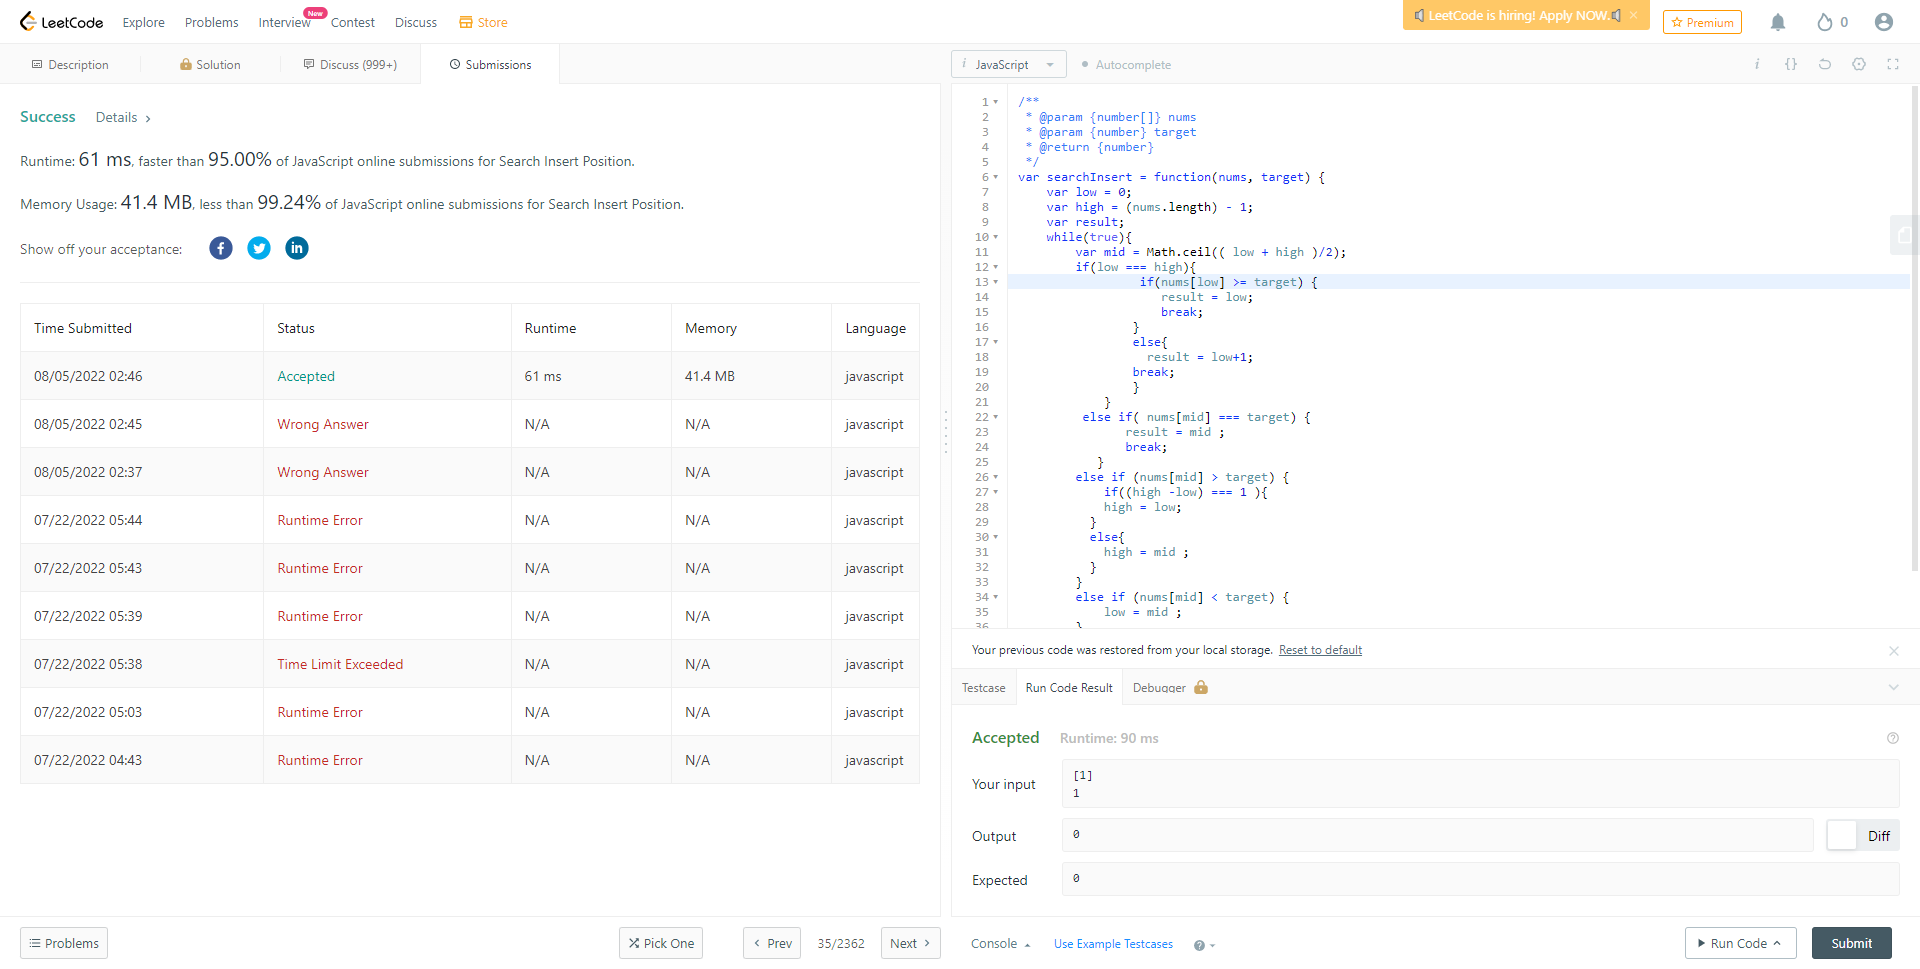 LeetCode
Explore
Problems
Interview
New
Contest
Discuss
Store
LeetCode is hiring! Apply NOW.
Premium
0
Description
Solution
Discuss (999+)
Submissions
i JavaScript
Autocomplete
i {}
Success Details
Runtime: 61 ms, faster than 95.00% of JavaScript online submissions for Search Insert Position.
Memory Usage: 41.4 MB, less than 99.24% of JavaScript online submissions for Search Insert Position.
Show off your acceptance:
Time Submitted Status Runtime Memory Language
08/05/2022 02:46 Accepted 61 ms 41.4 MB javascript
08/05/2022 02:45 Wrong Answer N/A N/A javascript
08/05/2022 02:37 Wrong Answer N/A N/A javascript
07/22/2022 05:44 Runtime Error N/A N/A javascript
07/22/2022 05:43 Runtime Error N/A N/A javascript
07/22/2022 05:39 Runtime Error N/A N/A javascript
07/22/2022 05:38 Time Limit Exceeded N/A N/A javascript
07/22/2022 05:03 Runtime Error N/A N/A javascript
07/22/2022 04:43 Runtime Error N/A N/A javascript
Problems
Pick One
Prev
35/2362
Next
1 /**
2 * @param {number[]} nums
3 * @param {number} target
4 * @return {number}
5 */
6 var searchInsert = function(nums, target) {
7 var low = 0;
8 var high = (nums.length) - 1;
9 var result;
10 while(true){
11 var mid = Math.ceil(( low + high )/2);
12 if(low === high){
13 if(nums[low] >= target) {
14 result = low;
15 break;
16 }
17 else{
18 result = low+1;
19 break;
20 }
21 }
22 else if( nums[mid] === target) {
23 result = mid ;
24 break;
25 }
26 else if (nums[mid] > target) {
27 if((high -low) === 1 ){
28 high = low;
29 }
30 else{
31 high = mid ;
32 }
33 }
34 else if (nums[mid] < target) {
35 low = mid ;
36 }
Your previous code was restored from your local storage. Reset to default
Testcase
Run Code Result
Debugger
Accepted Runtime: 90 ms
Your input
[1]
1
Output
0
Diff
Expected
0
Console
Use Example Testcases
Run Code
Submit